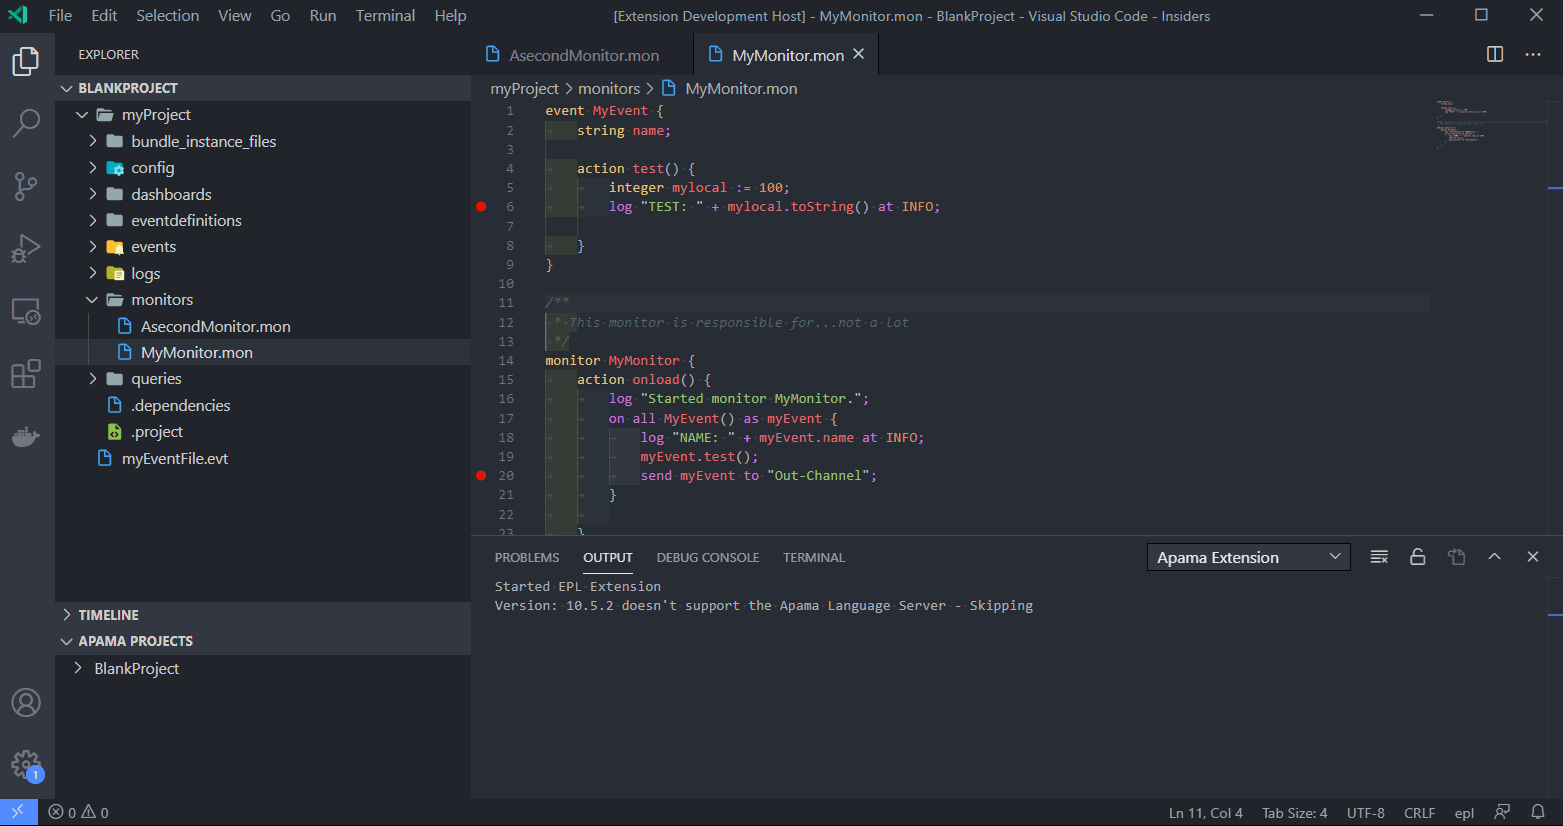 File Edit Selection View Go Run Terminal Help
[Extension Development Host] - MyMonitor.mon - BlankProject - Visual Studio Code - Insiders
EXPLORER
BLANKPROJECT
myProject
bundle_instance_files
config
dashboards
eventdefinitions
events
logs
monitors
AsecondMonitor.mon
MyMonitor.mon
queries
.dependencies
.project
myEventFile.evt
TIMELINE
APAMA PROJECTS
BlankProject
1
AsecondMonitor.mon MyMonitor.mon
myProject monitors MyMonitor.mon
1 event MyEvent {
2 string name;
3
4 action test() {
5 integer mylocal := 100;
6 log "TEST: " + mylocal.toString() at INFO;
7
8 }
9 }
10
11 /**
12 * This monitor is responsible for...not a lot
13 */
14 monitor MyMonitor {
15 action onload() {
16 log "Started monitor MyMonitor.";
17 on all MyEvent() as myEvent {
18 log "NAME: " + myEvent.name at INFO;
19 myEvent.test();
20 send myEvent to "Out-Channel";
21 }
22
23 }
PROBLEMS OUTPUT DEBUG CONSOLE TERMINAL Apama Extension
Started EPL Extension
Version: 10.5.2 doesn't support the Apama Language Server - Skipping
0 0 Ln 11, Col 4 Tab Size: 4 UTF-8 CRLF epl